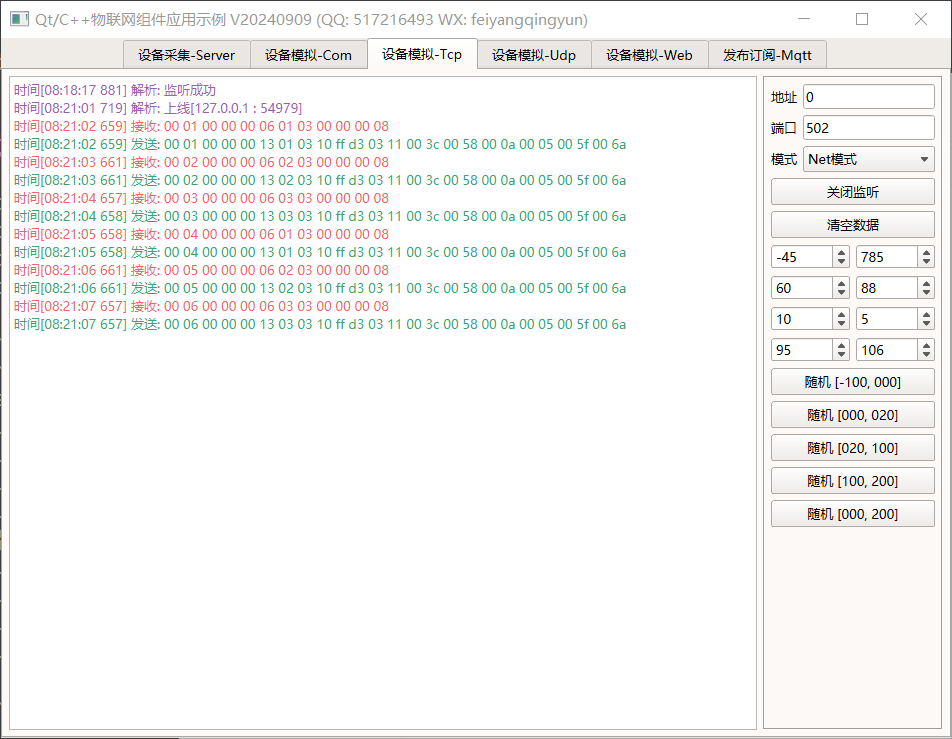 Qt/C++物联网组件应用示例 V20240909 (QQ: 517216493 WX: feiyangqingyun)
设备采集-Server 设备模拟-Com 设备模拟-Tcp 设备模拟-Udp 设备模拟-Web 发布订阅-Mqtt
时间[08:18:17 881] 解析: 监听成功
时间[08:21:01 719] 解析: 上线[127.0.0.1 : 54979]
时间[08:21:02 659] 接收: 00 01 00 00 00 06 01 03 00 00 00 08
时间[08:21:02 659] 发送: 00 01 00 00 00 13 01 03 10 ff d3 03 11 00 3c 00 58 00 0a 00 05 00 5f 00 6a
时间[08:21:03 661] 接收: 00 02 00 00 00 06 02 03 00 00 00 08
时间[08:21:03 661] 发送: 00 02 00 00 00 13 02 03 10 ff d3 03 11 00 3c 00 58 00 0a 00 05 00 5f 00 6a
时间[08:21:04 657] 接收: 00 03 00 00 00 06 03 03 00 00 00 08
时间[08:21:04 658] 发送: 00 03 00 00 00 13 03 03 10 ff d3 03 11 00 3c 00 58 00 0a 00 05 00 5f 00 6a
时间[08:21:05 658] 接收: 00 04 00 00 00 06 01 03 00 00 00 08
时间[08:21:05 658] 发送: 00 04 00 00 00 13 01 03 10 ff d3 03 11 00 3c 00 58 00 0a 00 05 00 5f 00 6a
时间[08:21:06 661] 接收: 00 05 00 00 00 06 02 03 00 00 00 08
时间[08:21:06 661] 发送: 00 05 00 00 00 13 02 03 10 ff d3 03 11 00 3c 00 58 00 0a 00 05 00 5f 00 6a
时间[08:21:07 657] 接收: 00 06 00 00 00 06 03 03 00 00 00 08
时间[08:21:07 657] 发送: 00 06 00 00 00 13 03 03 10 ff d3 03 11 00 3c 00 58 00 0a 00 05 00 5f 00 6a
地址 0
端口 502
模式 Net模式
关闭监听
清空数据
-45 785
60 88
10 5
95 106
随机 [-100, 000]
随机 [000, 020]
随机 [020, 100]
随机 [100, 200]
随机 [000, 200]